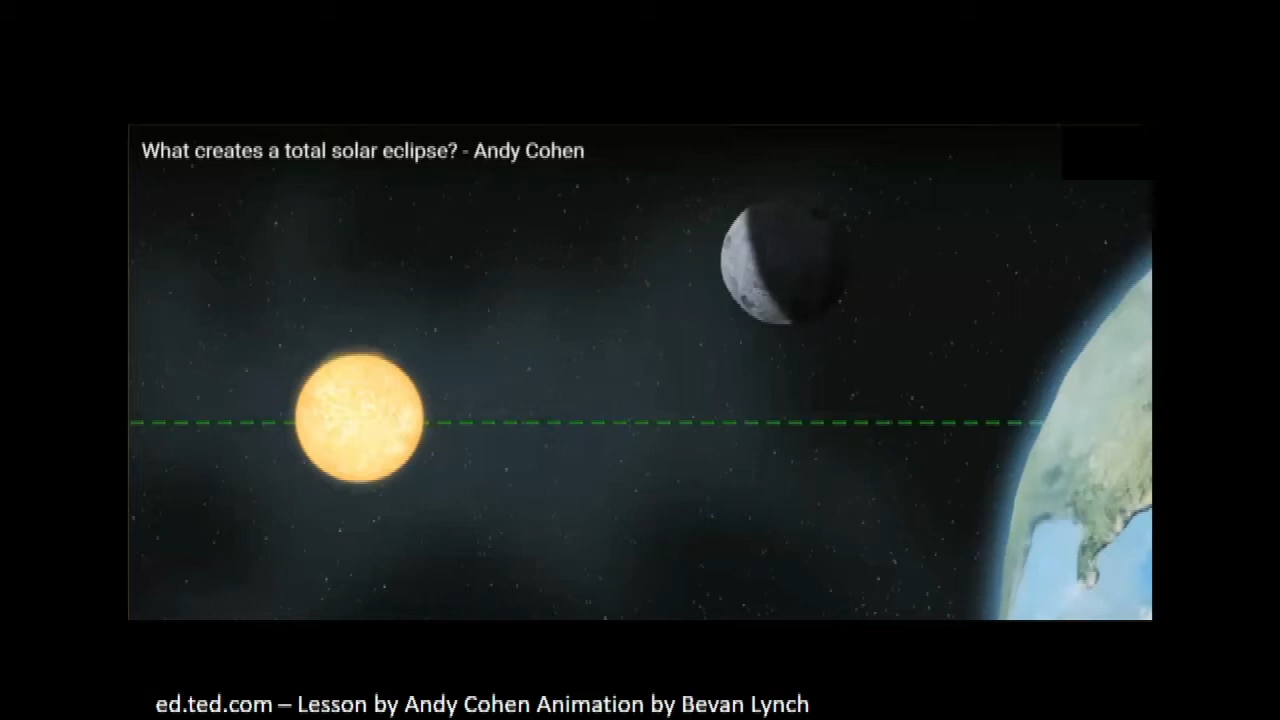 What creates a total solar eclipse? - Andy Cohen
ed.ted.com – Lesson by Andy Cohen Animation by Bevan Lynch